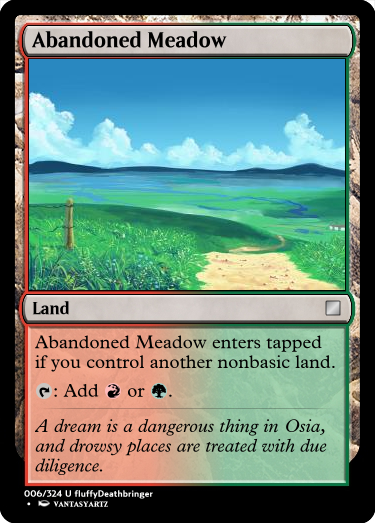 Abandoned Meadow
Land
Abandoned Meadow enters tapped
if you control another nonbasic land.
: Add or .
A dream is a dangerous thing in Osia,
and drowsy places are treated with due
diligence.
006/324 U fluffyDeathbringer
• VANTASYARTZ